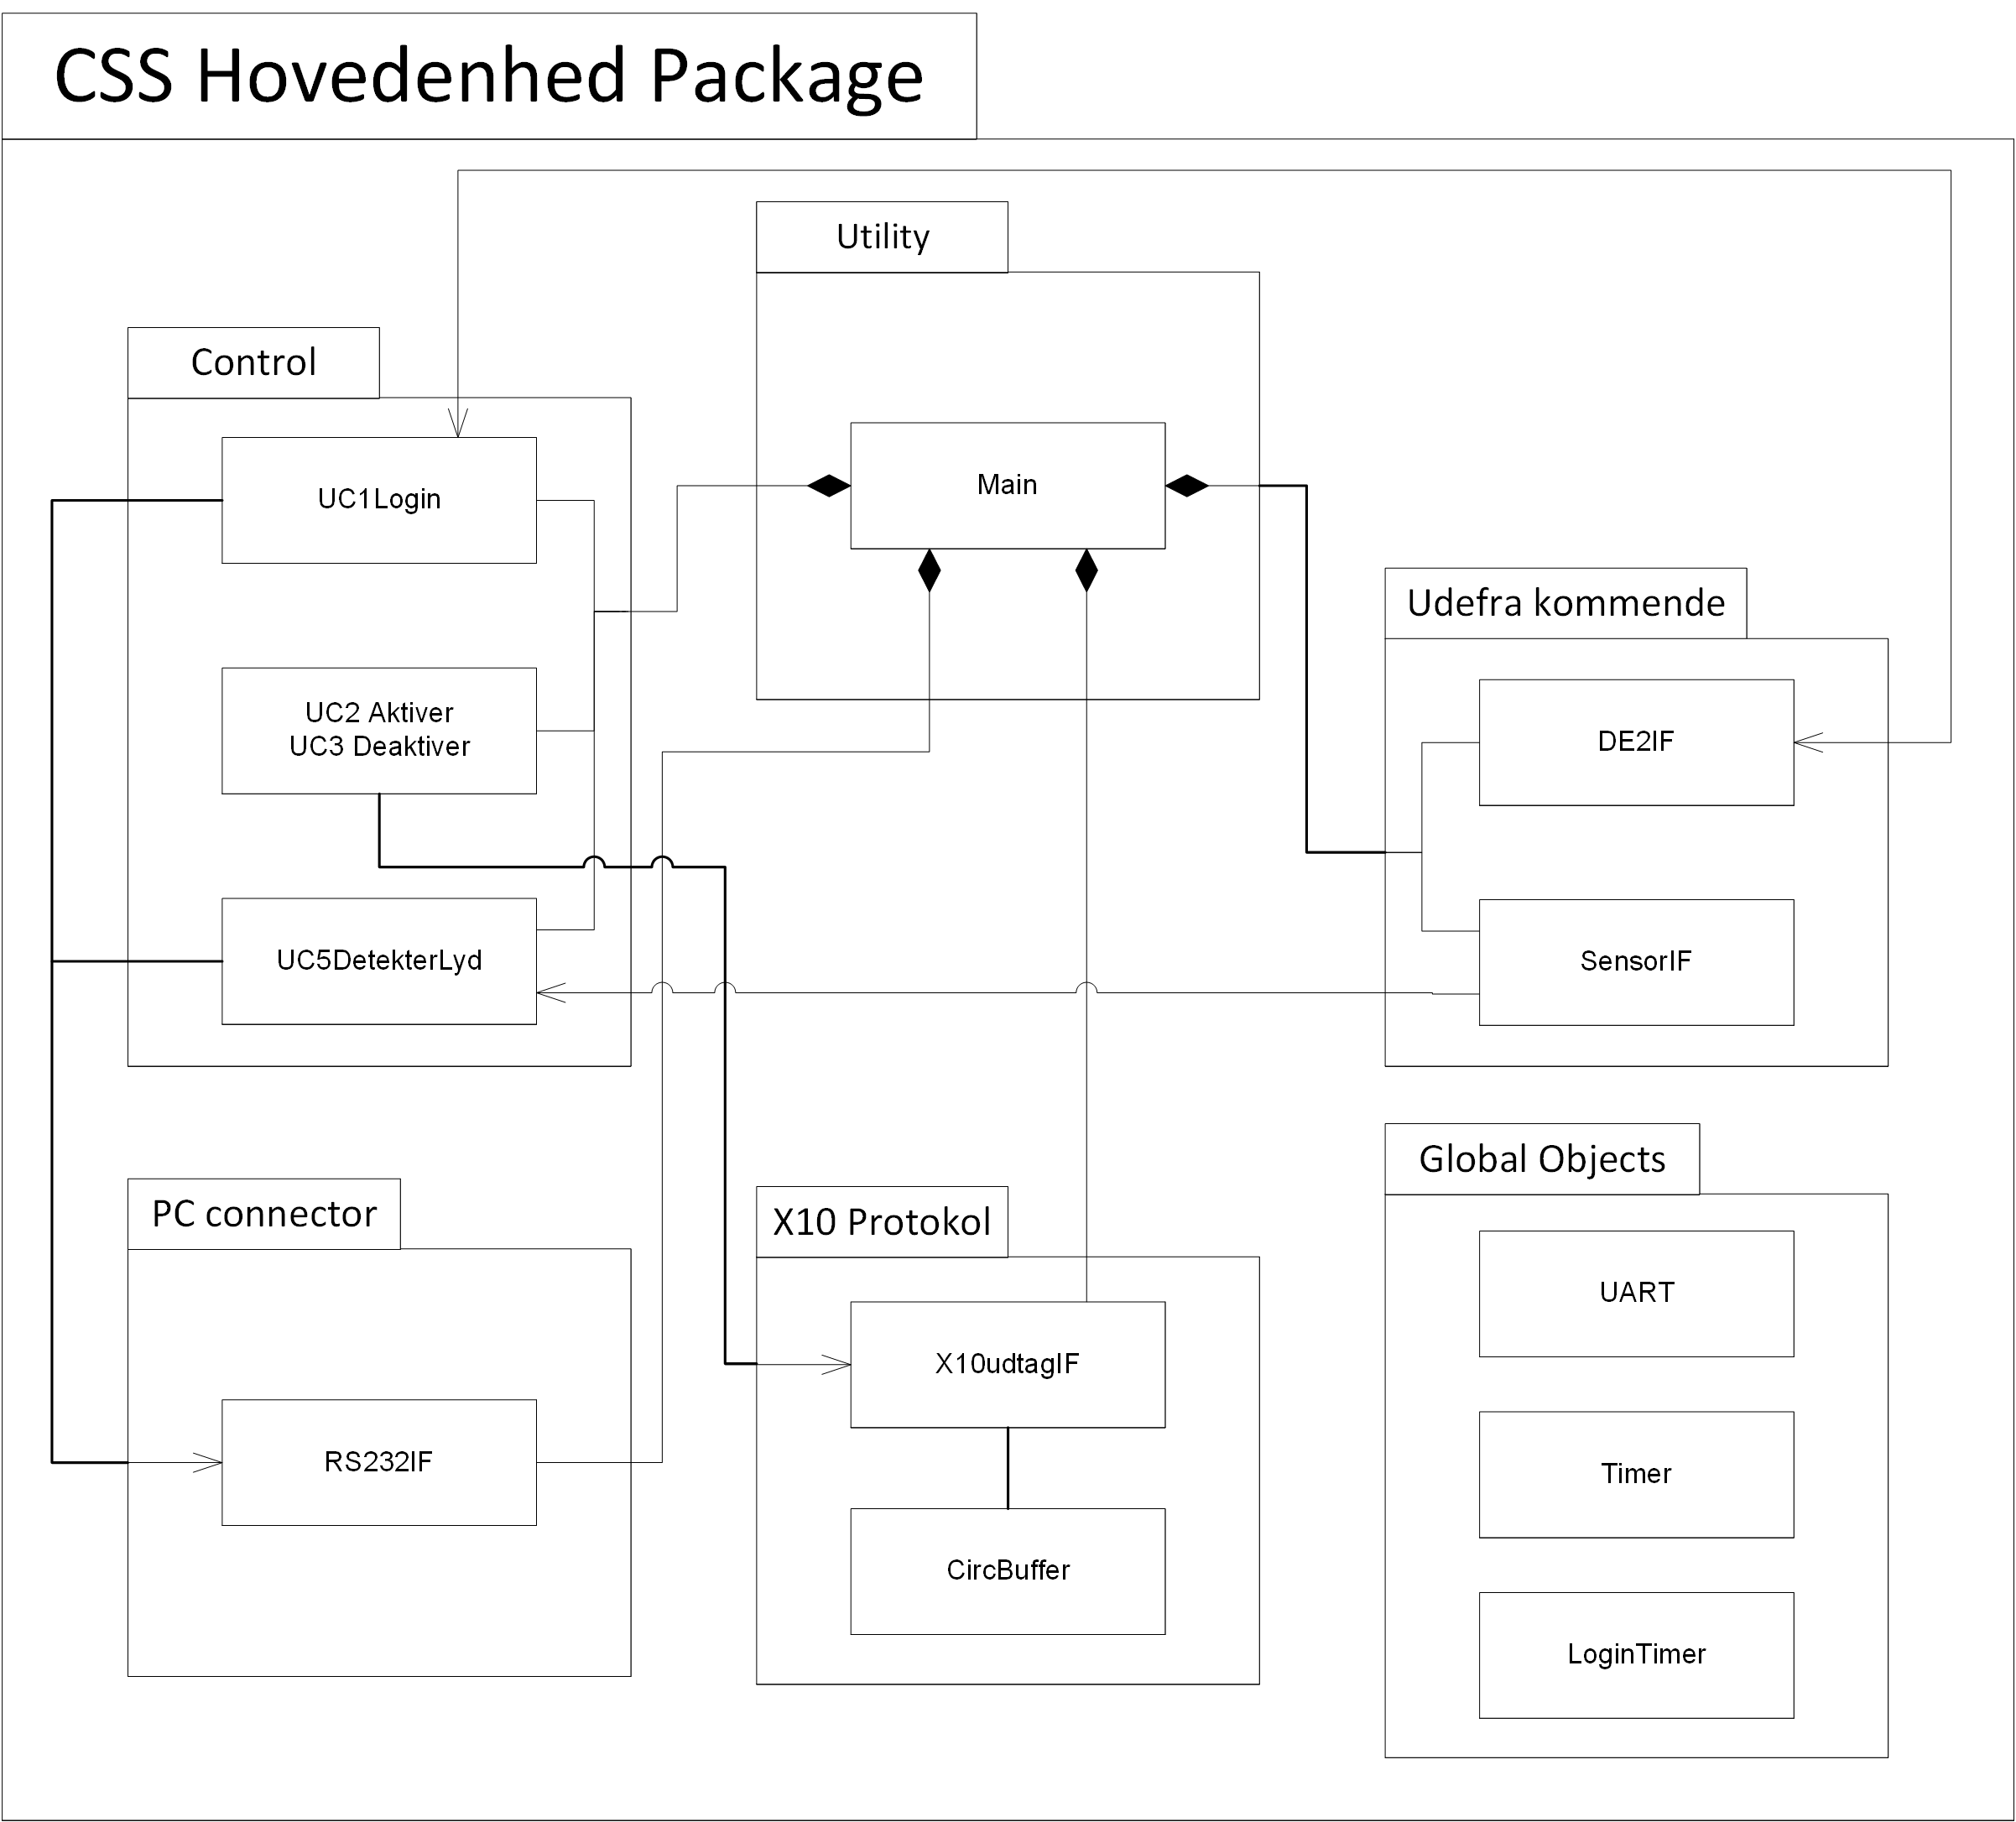 CSS Hovedenhed Package
Utility
Main
Control
UC1Login
UC2 Aktiver
UC3 Deaktiver
UC5DetekterLyd
Udefra kommende
DE2IF
SensorIF
PC connector
RS232IF
X10 Protokol
X10udtagIF
CircBuffer
Global Objects
UART
Timer
LoginTimer